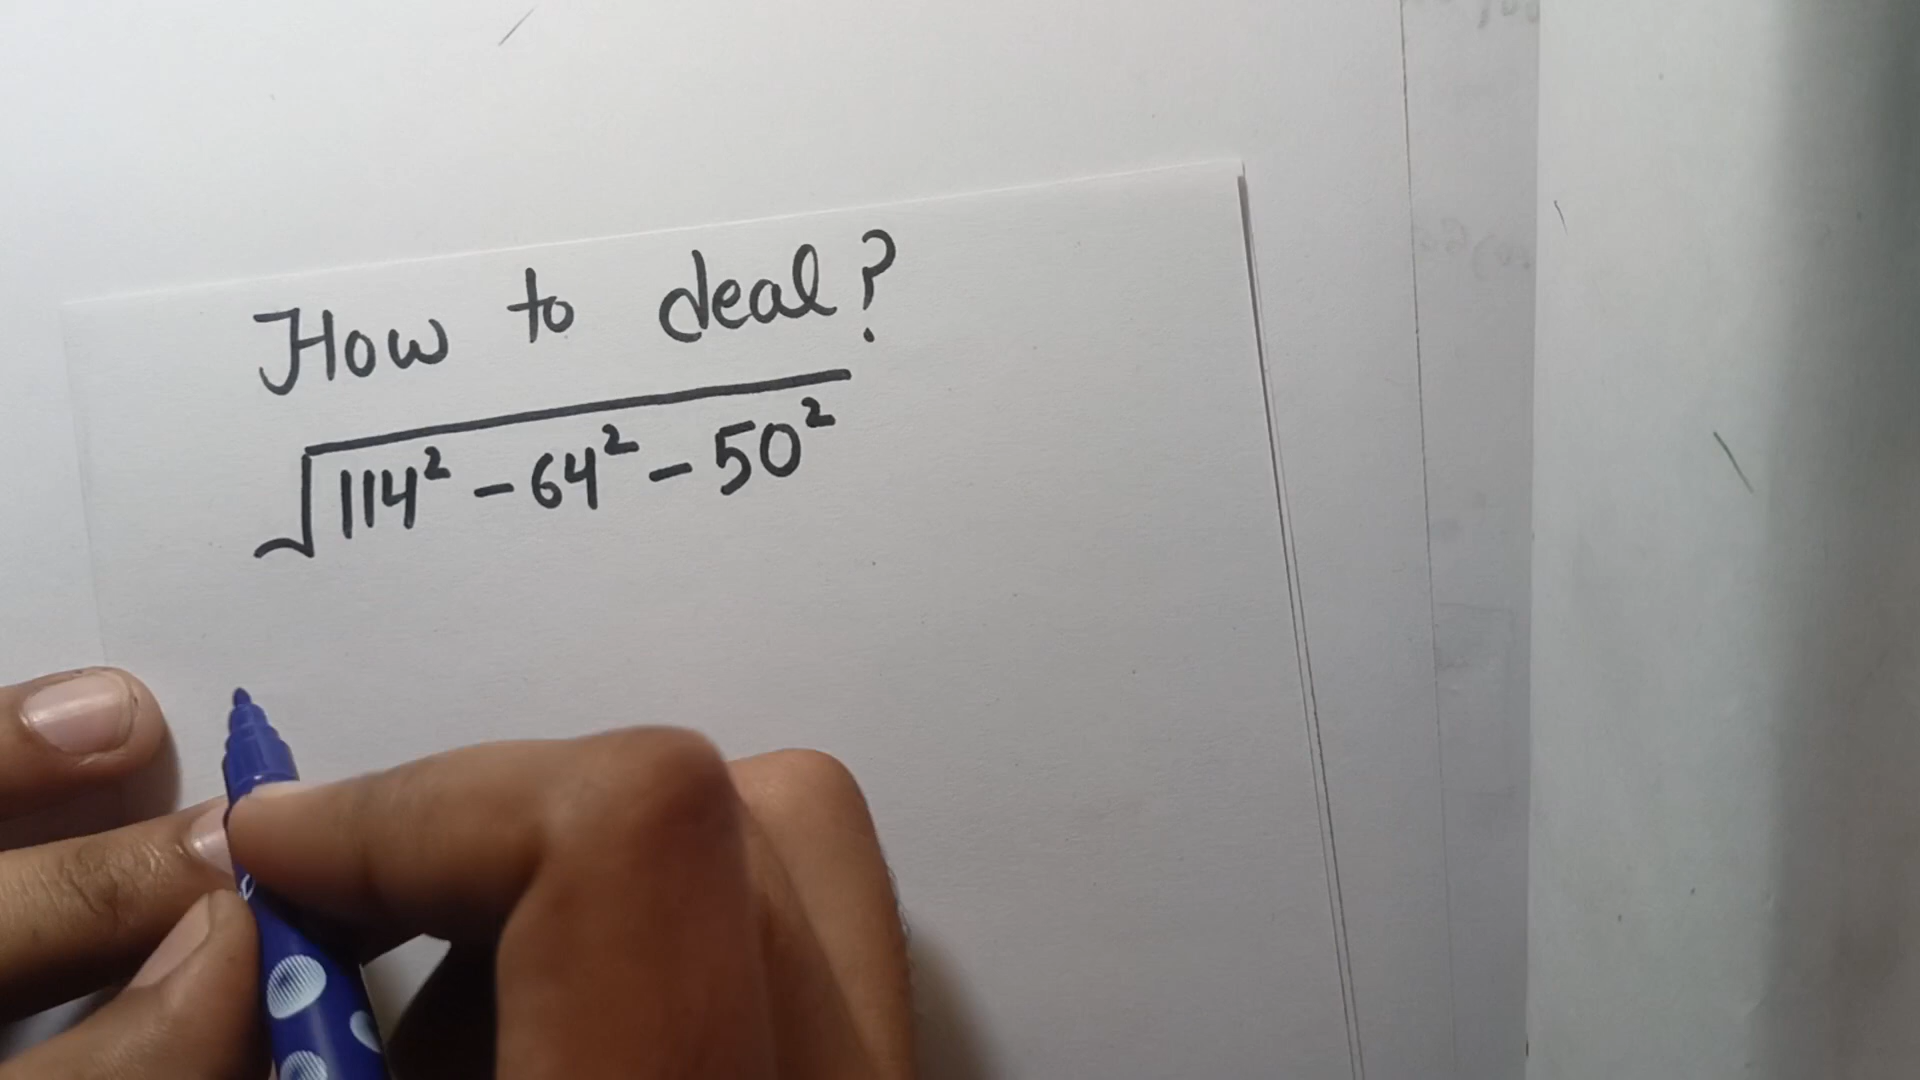 How to deal?
√114² - 64² - 50²